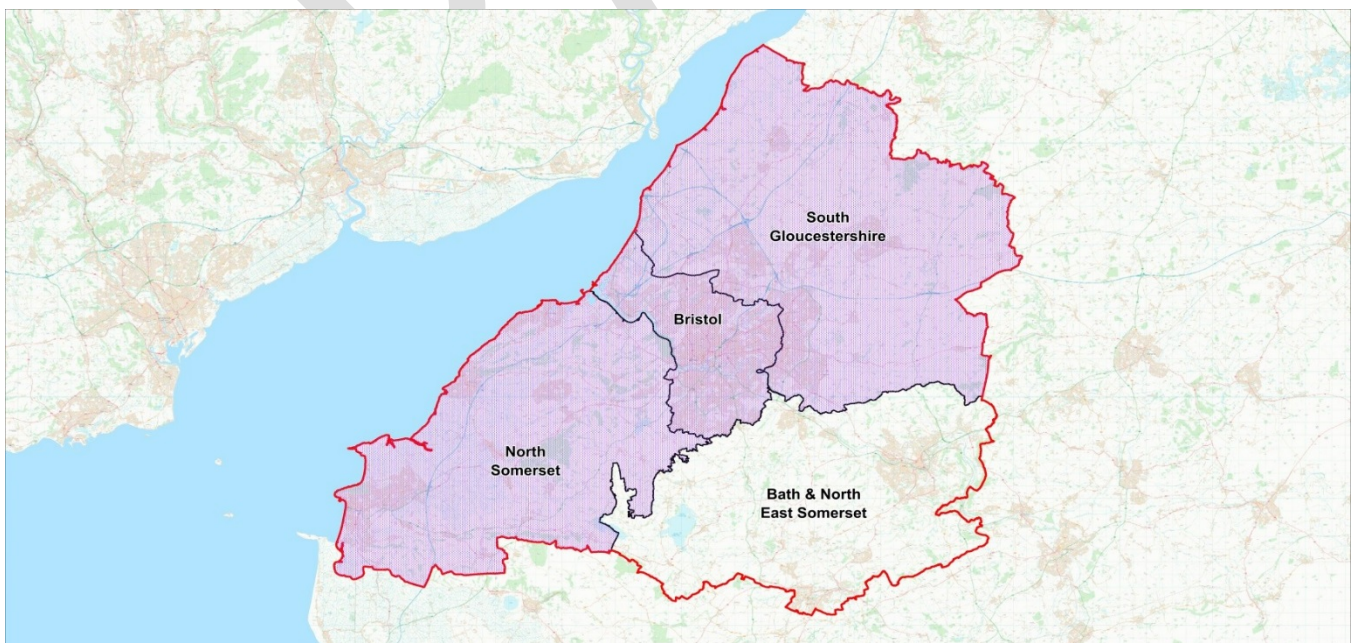 South
Gloucestershire
Bristol
North
Somerset
Bath & North
East Somerset